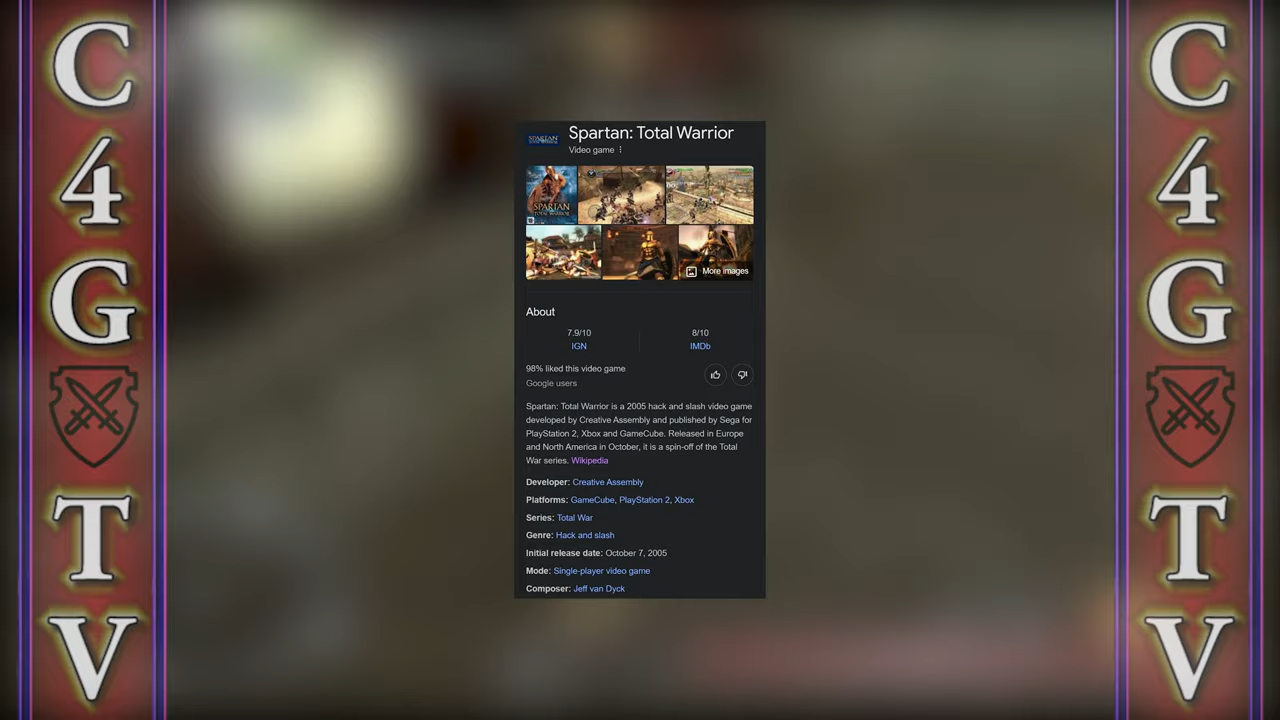 C
4
G
T
V
Spartan: Total Warrior
Video game
SPARTAN
TOTAL WARRIOR
More images
About
7.9/10
IGN
8/10
IMDb
98% liked this video game
Google users
Spartan: Total Warrior is a 2005 hack and slash video game
developed by Creative Assembly and published by Sega for
PlayStation 2, Xbox and GameCube. Released in Europe
and North America in October, it is a spin-off of the Total
War series. Wikipedia
Developer: Creative Assembly
Platforms: GameCube, PlayStation 2, Xbox
Series: Total War
Genre: Hack and slash
Initial release date: October 7, 2005
Mode: Single-player video game
Composer: Jeff van Dyck
C
4
G
T
V